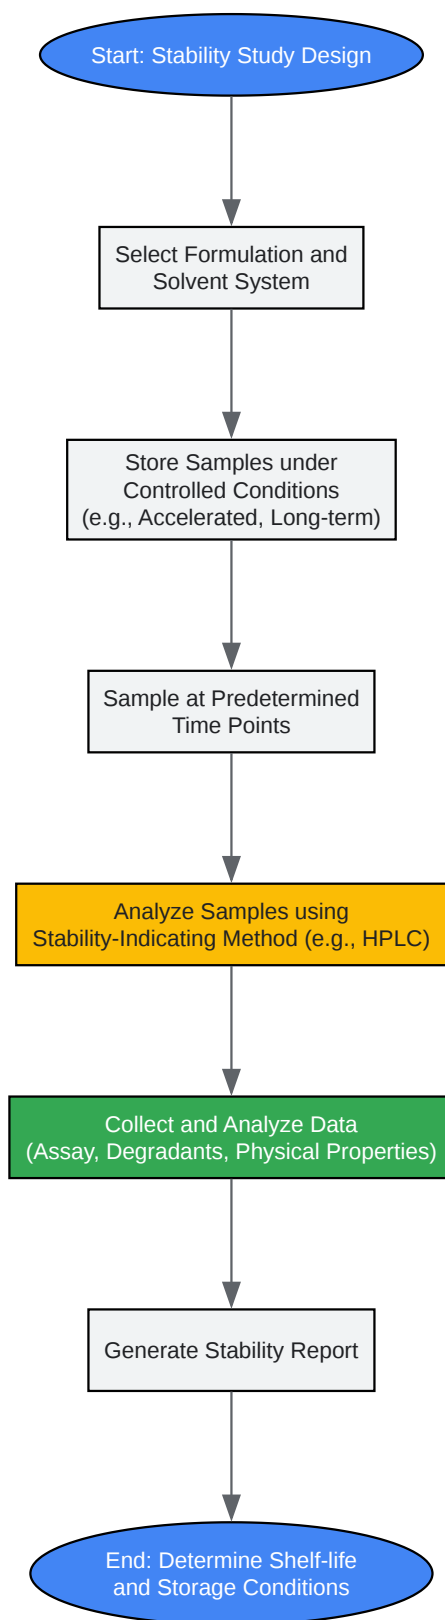 Start: Stability Study Design
Select Formulation and
Solvent System
Store Samples under
Controlled Conditions
(e.g., Accelerated, Long-term)
Sample at Predetermined
Time Points
Analyze Samples using
Stability-Indicating Method (e.g., HPLC)
Collect and Analyze Data
(Assay, Degradants, Physical Properties)
Generate Stability Report
End: Determine Shelf-life
and Storage Conditions